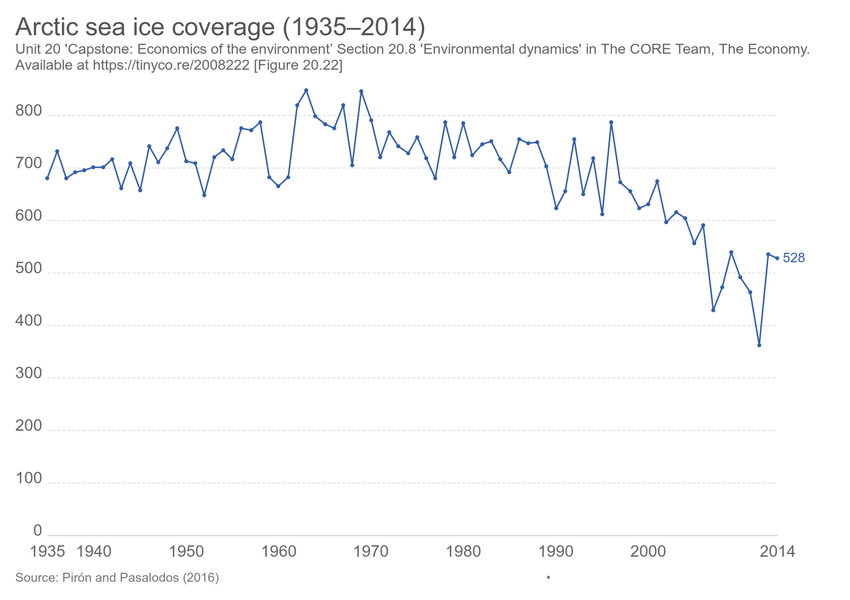 Arctic sea ice coverage (1935–2014)
Unit 20 'Capstone: Economics of the environment’ Section 20.8 'Environmental dynamics' in The CORE Team, The Economy.
Available at https://tinyco.re/2008222 [Figure 20.22]
800
700
600
500
528
400
300
200
100
0
1935 1940 1950 1960 1970 1980 1990 2000 2014
Source: Pirón and Pasalodos (2016)